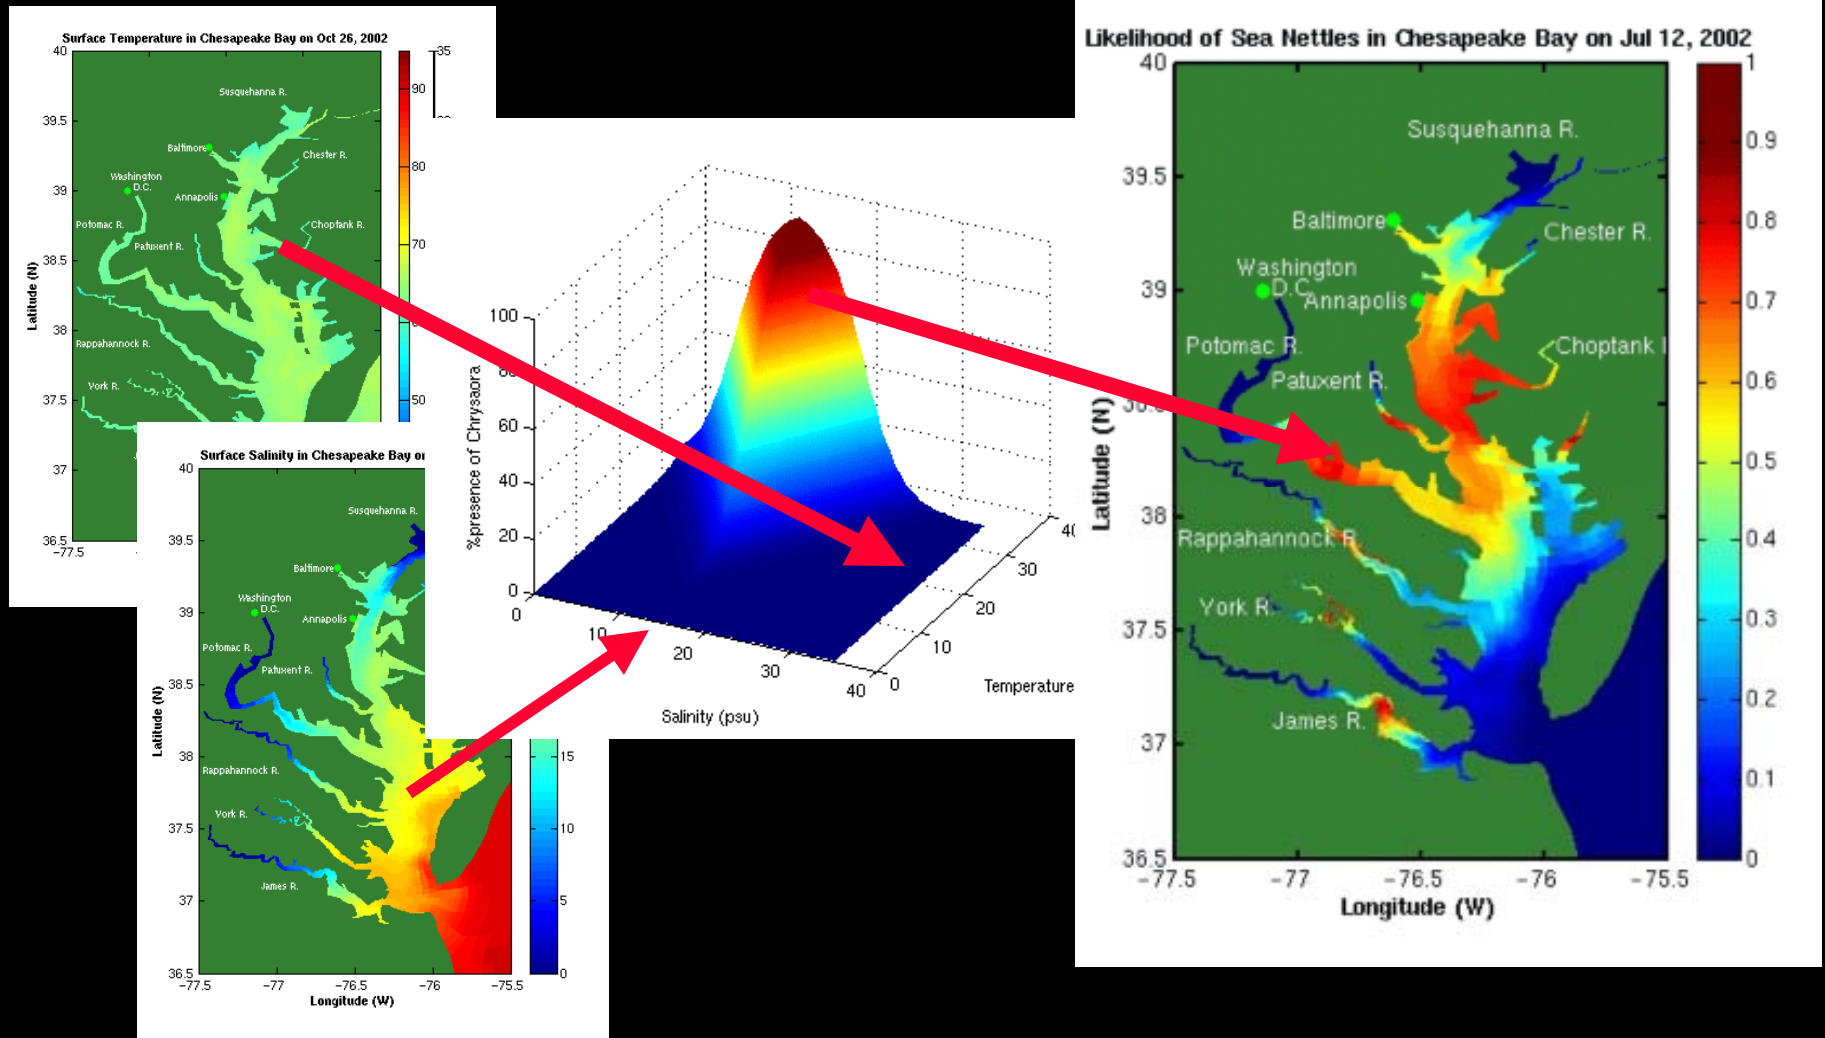 Surface Temperature in Chesapeake Bay on Oct 26, 2002
40
39.5
39
38.5
38
37.5
37
36.5
-77.5
Latitude (N)
Susquehanna R.
Baltimore
Chester R.
Washington
D.C.
Annapolis
Potomac R.
Choptank R.
Patuxent R.
Rappahannock R.
York R.
35
90
80
70
50
Surface Salinity in Chesapeake Bay on
40
39.5
39
38.5
38
37.5
37
36.5
-77.5
-77
-76.5
-76
-75.5
Latitude (N)
Longitude (W)
Susquehanna R.
Baltimore
Washington
D.C.
Annapolis
Potomac R.
Patuxent R.
Rappahannock R.
York R.
James R.
15
10
5
0
%presence of Chrysaora
100
60
40
20
0
0
10
20
30
40
Salinity (psu)
0
10
20
30
Temperature
Likelihood of Sea Nettles in Chesapeake Bay on Jul 12, 2002
40
39.5
39
38
37.5
37
36.5
-77.5
-77
-76.5
-76
-75.5
Latitude (N)
Longitude (W)
Susquehanna R.
Baltimore
Chester R.
Washington
D.C.
Annapolis
Potomac R.
Choptank
Patuxent R.
Rappahannock R.
York R.
James R.
1
0.9
0.8
0.7
0.6
0.5
0.4
0.3
0.2
0.1
0